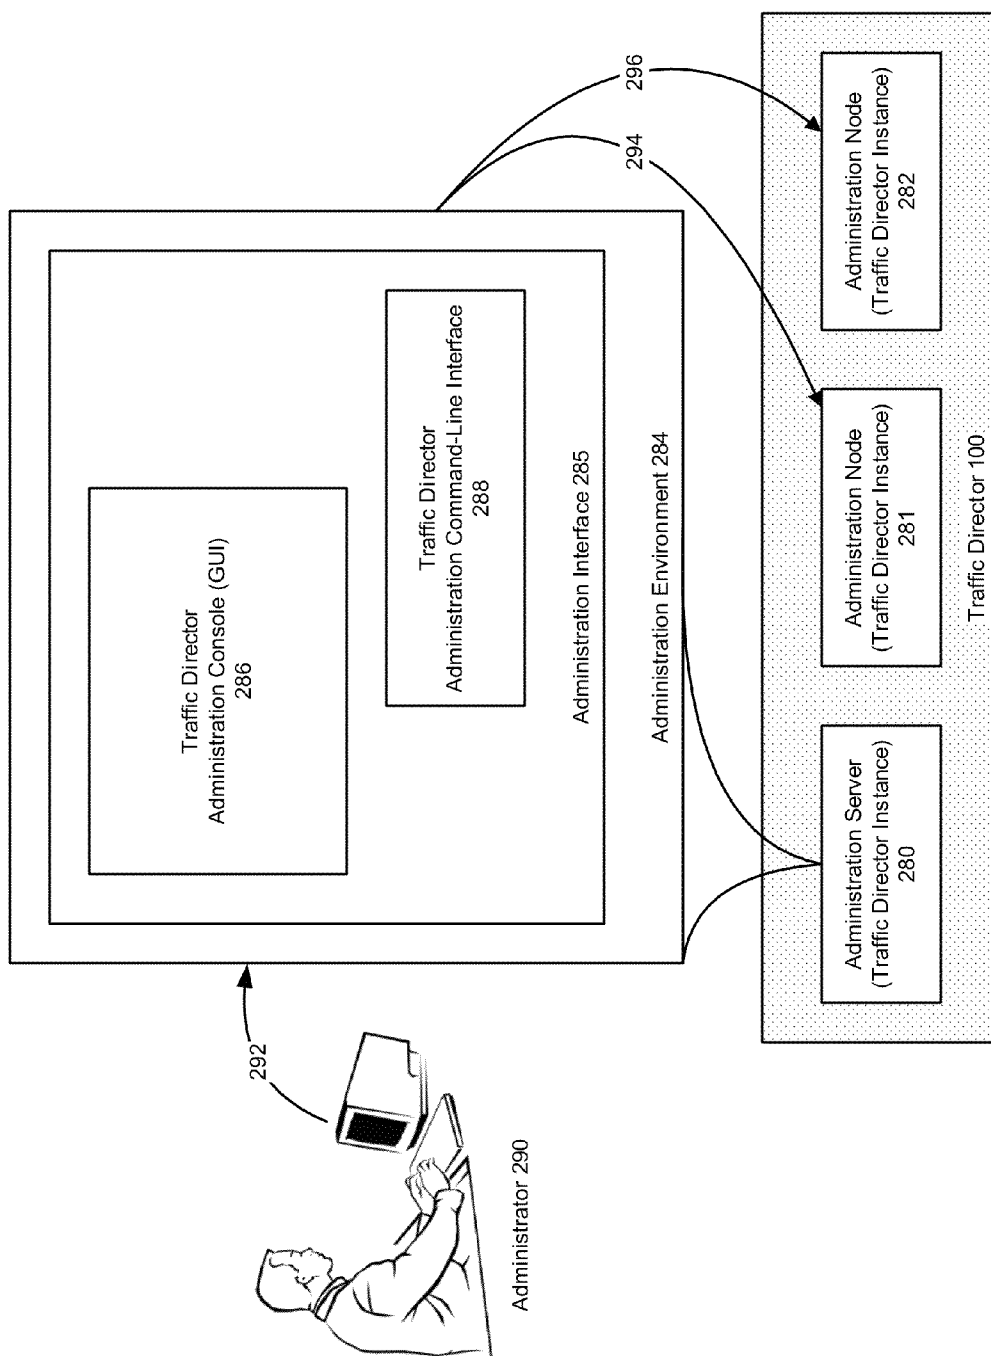 Traffic Director
Administration Console (GUI)
286
Traffic Director
Administration Command-Line Interface
288
Administration Interface 285
Administration Environment 284
292
294
296
Administrator 290
Administration Server
(Traffic Director Instance)
280
Administration Node
(Traffic Director Instance)
281
Administration Node
(Traffic Director Instance)
282
Traffic Director 100